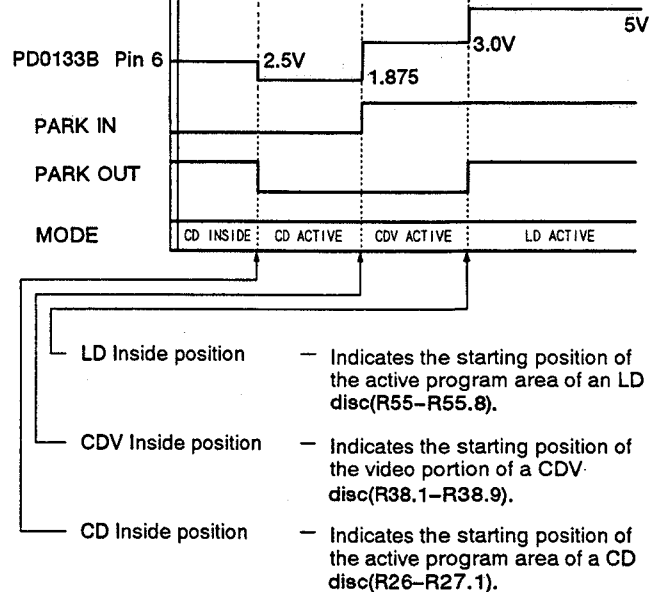 5V
PD0133B Pin 6
2.5V
3.0V
1.875
PARK IN
PARK OUT
MODE
CD INSIDE
CD ACTIVE
CDV ACTIVE
LD ACTIVE
LD Inside position — Indicates the starting position of
the active program area of an LD
disc(R55–R55.8).
CDV Inside position — Indicates the starting position of
the video portion of a CDV
disc(R38.1–R38.9).
CD Inside position — Indicates the starting position of
the active program area of a CD
disc(R26–R27.1).